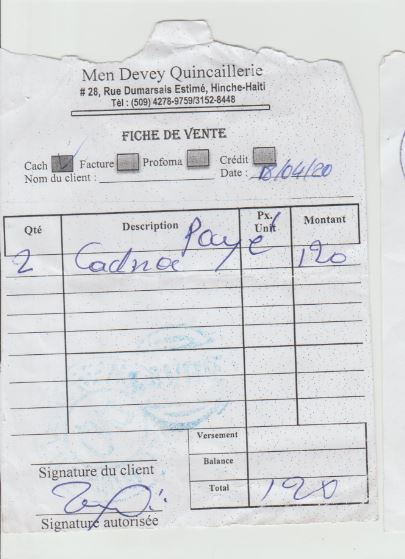 Men Devey Quincaillerie
# 28, Rue Dumarsais Estimé, Hinche-Haiti
Tél : (509) 4278-9759/3152-8448
FICHE DE VENTE
Cach Facture Profoma Crédit
Nom du client : Date : 18/04/20
Qté Description Px. Unit Montant
Payé
2 Cadnac 120
Versement
Balance
Total 120
Signature du client
Signature autorisée